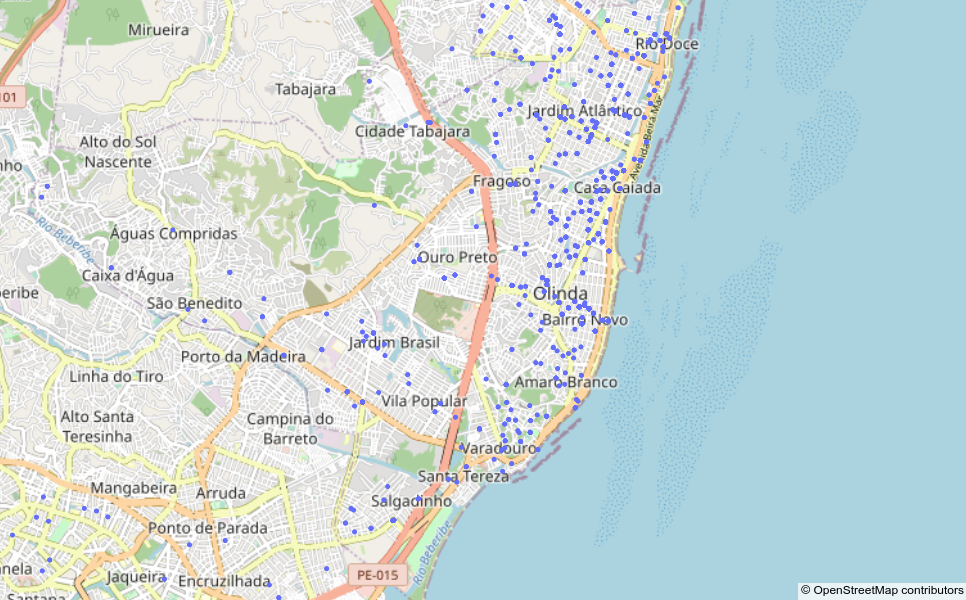 Mirueira
Rio Doce
101
Tabajara
Jardim Atlântico
Cidade Tabajara
Avenida Beira Mar
Alto do Sol
Nascente
nho
Fragoso
Casa Caiada
Rio Beberibe
Águas Compridas
Ouro Preto
Caixa d'Água
peribe
São Benedito
Olinda
Bairro Novo
Jardim Brasil
Porto da Madeira
Linha do Tiro
Amaro Branco
Vila Popular
Alto Santa
Teresinha
Campina do
Barreto
Varadouro
Santa Tereza
Mangabeira
Arruda
Salgadinho
Ponto de Parada
Rio Beberibe
anela
Jaqueira
Encruzilhada
PE-015
Santana
© OpenStreetMap contributors